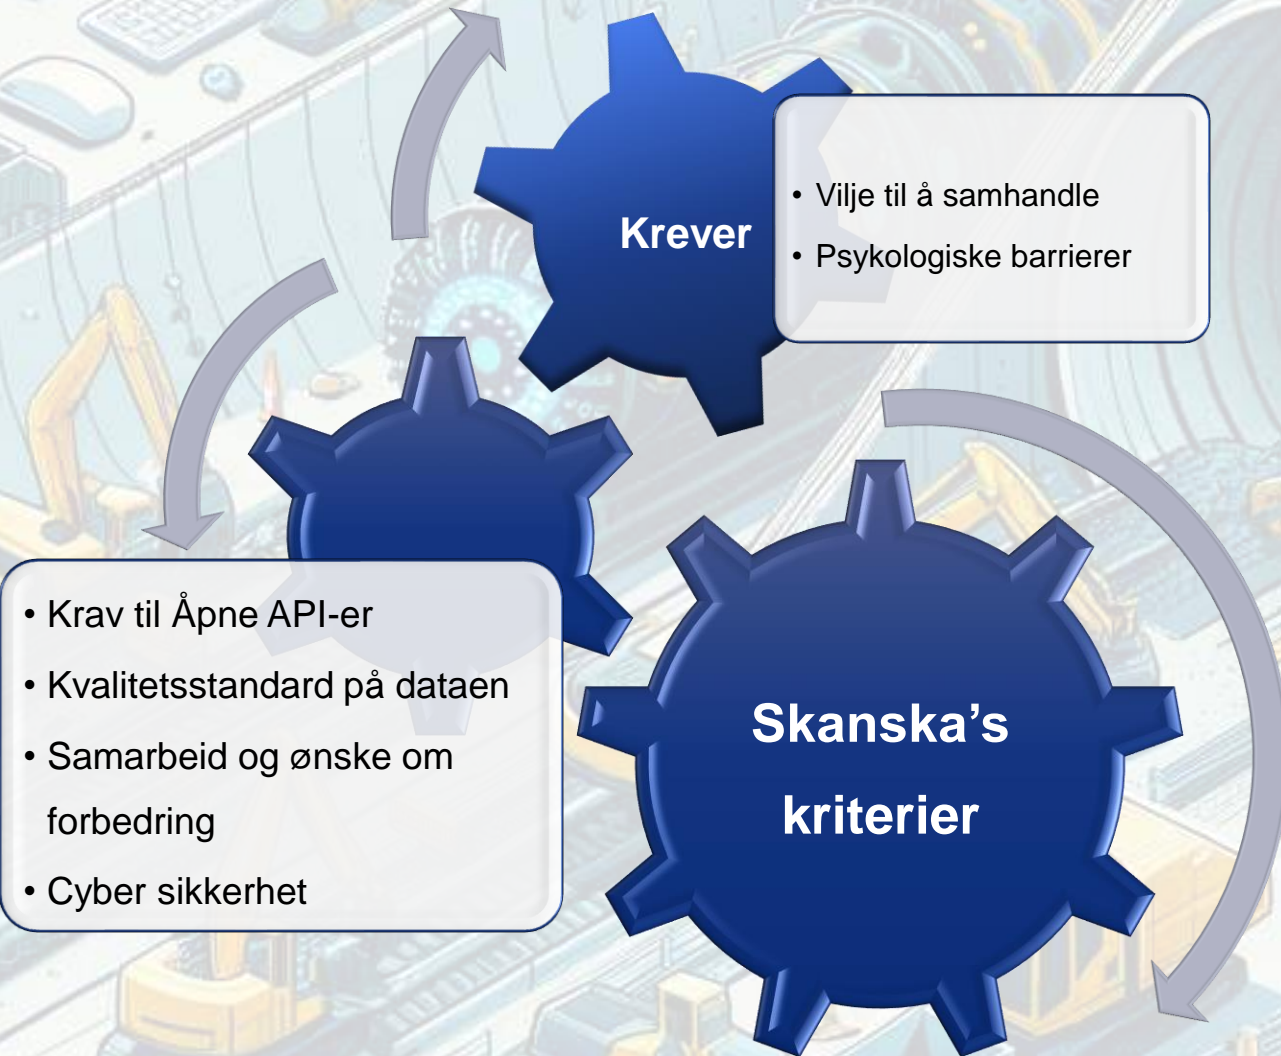 Krever
• Vilje til å samhandle
• Psykologiske barrierer
• Krav til Åpne API-er
• Kvalitetsstandard på dataen
• Samarbeid og ønske om
forbedring
• Cyber sikkerhet
Skanska’s
kriterier